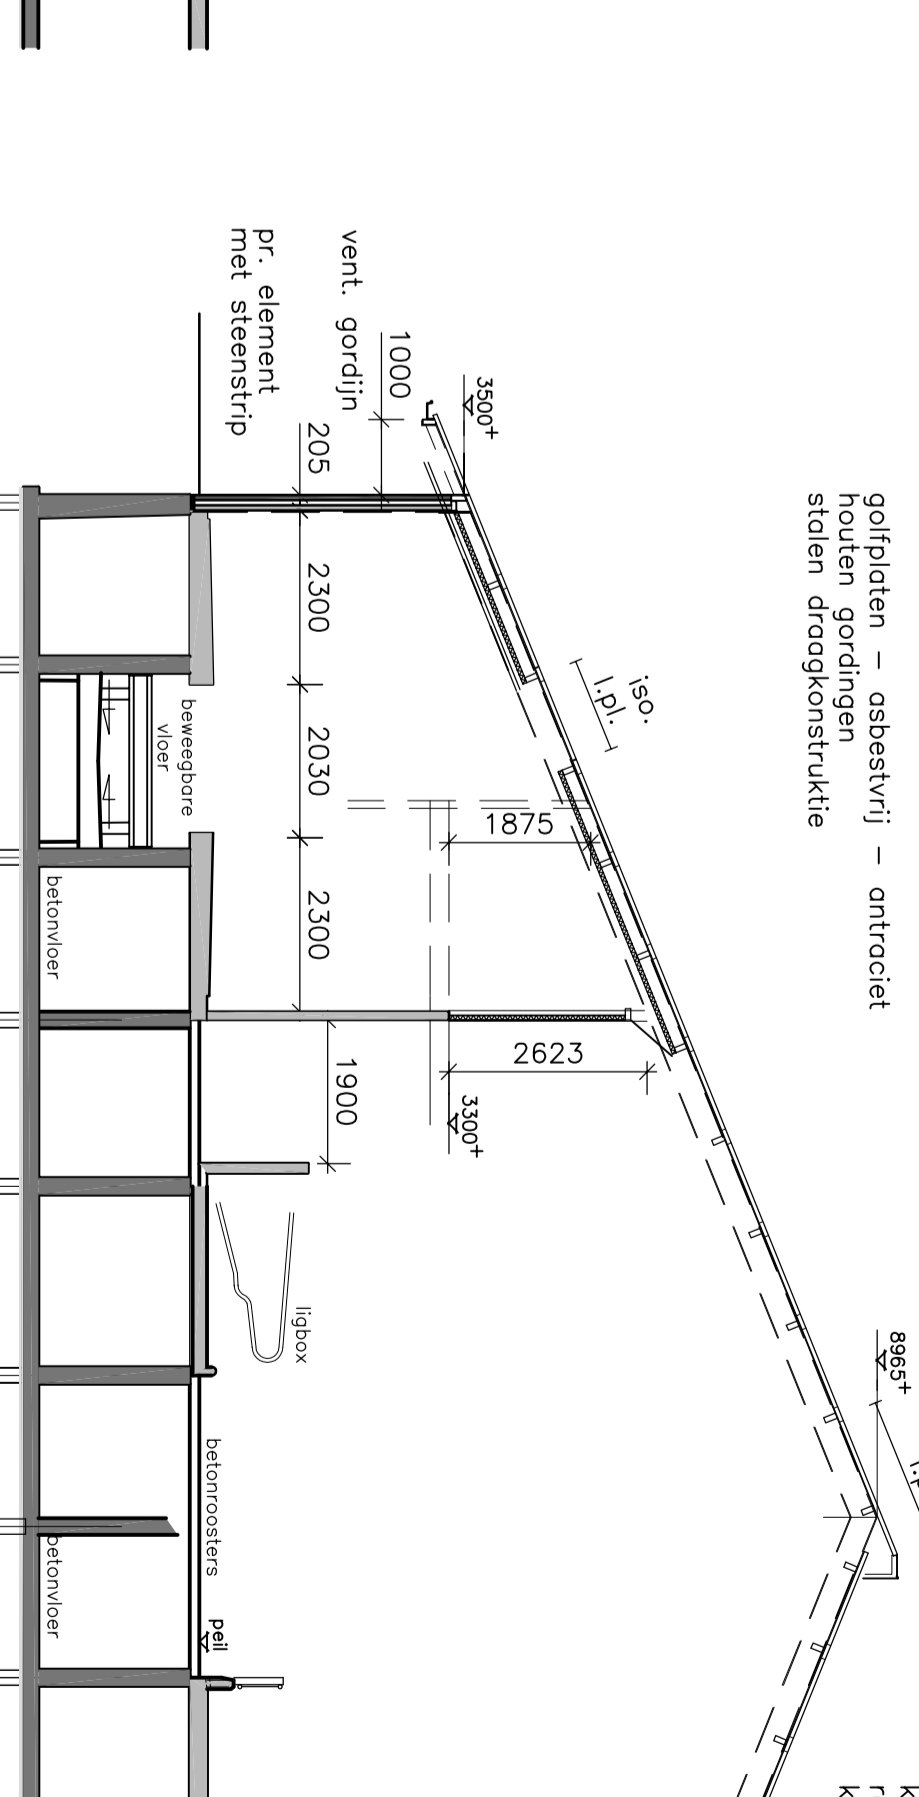 golfplaten – asbestvrij – antraciet
houten gordingen
stalen draagkonstruktie
8965+
iso.
l.pl.
3500+
1000
vent. gordijn
pr. element
met steenstrip
205
2300
2030
2300
1875
2623
3300+
1900
ligbox
beweegbare
vloer
betonvloer
betonroosters
peil
betonvloer